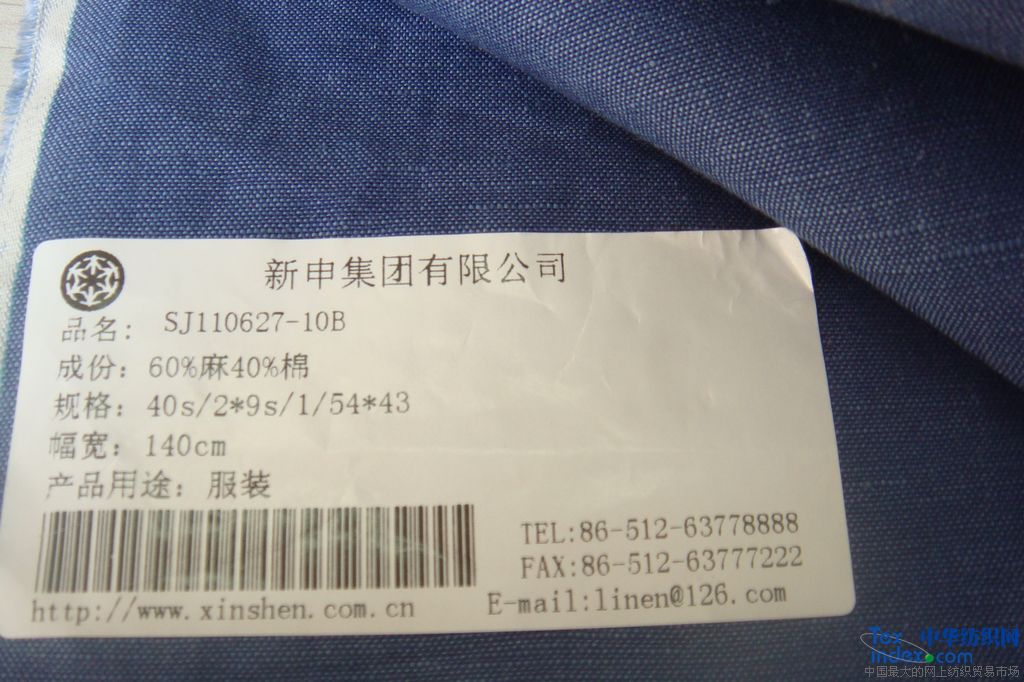 新申集团有限公司
品名: SJ110627-10B
成份: 60%麻40%棉
规格: 40s/2*9s/1/54*43
幅宽: 140cm
产品用途: 服装
TEL:86-512-63778888
FAX:86-512-63777222
http://www.xinshen.com.cn
E-mail:linen@126.com
Tex 中华纺织网
index.com
中国最大的网上纺织贸易市场